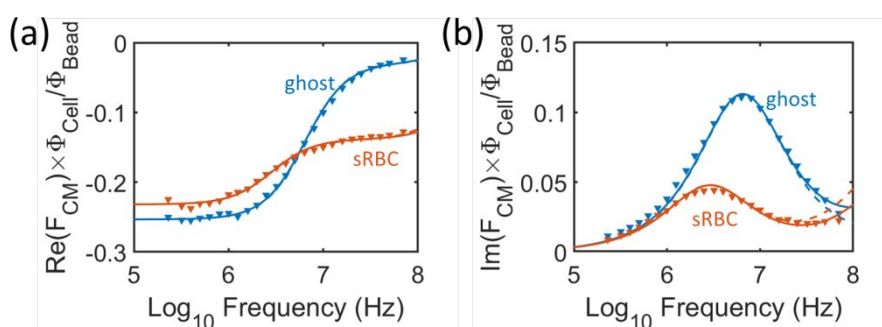 (a)
0
-0.1
-0.2
-0.3
Re(F_CM)×Φ_Cell/Φ_Bead
ghost
sRBC
5 6 7 8
Log₁₀ Frequency (Hz)
(b)
0.15
0.1
0.05
0
Im(F_CM)×Φ_Cell/Φ_Bead
ghost
sRBC
5 6 7 8
Log₁₀ Frequency (Hz)